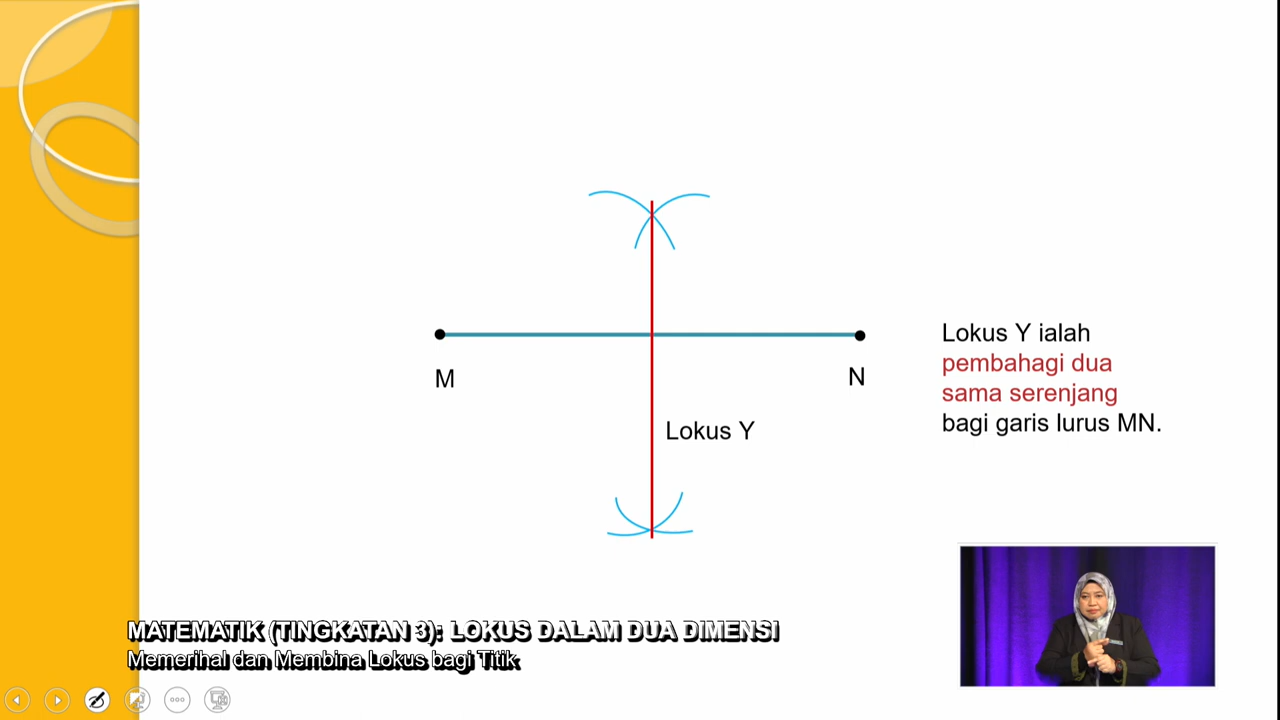 M
N
Lokus Y
Lokus Y ialah
pembahagi dua
sama serenjang
bagi garis lurus MN.
MATEMATIK (TINGKATAN 3): LOKUS DALAM DUA DIMENSI
Memerihal dan Membina Lokus bagi Titik